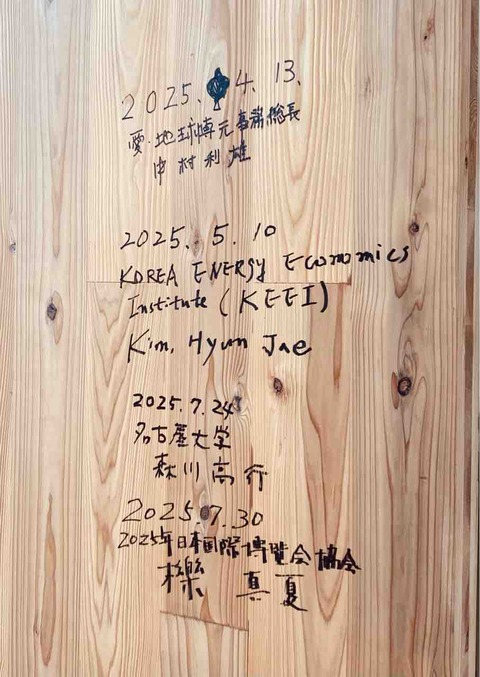 2025. 4. 13.
愛・地球博元事務総長
中村利雄
2025. 5. 10
KOREA ENERGY Economics
Institute (KEEI)
Kim, Hyun Jae
2025.7.24
名古屋大学
森川高行
2025.7.30
2025年日本国際博覧会協会
櫟 真夏